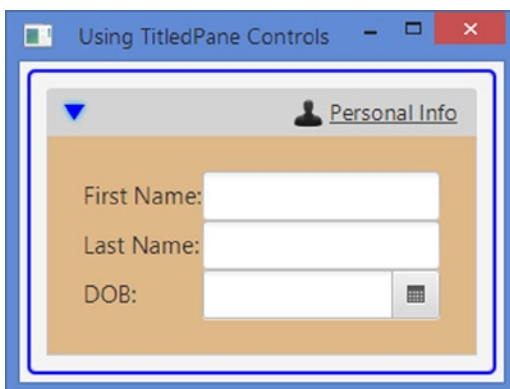 Using TitledPane Controls
Personal Info
First Name:
Last Name:
DOB: